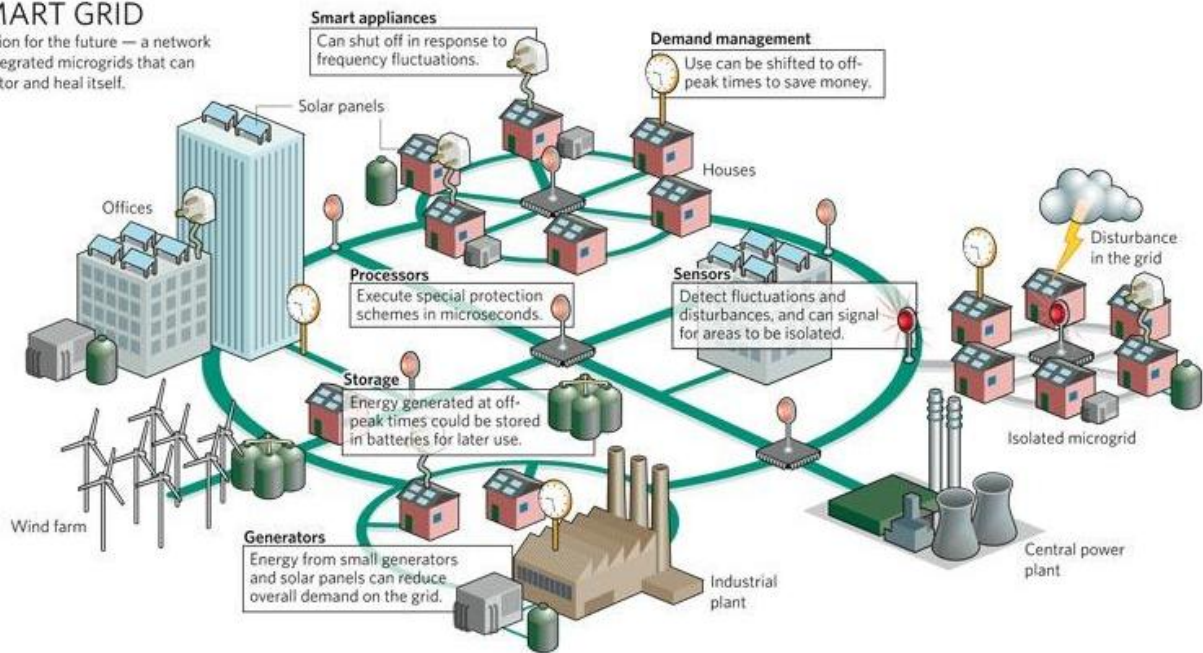 MART GRID
ion for the future — a network
egrated microgrids that can
tor and heal itself.
Smart appliances
Can shut off in response to
frequency fluctuations.
Demand management
Use can be shifted to off-
peak times to save money.
Solar panels
Houses
Offices
Disturbance
in the grid
Processors
Execute special protection
schemes in microseconds.
Sensors
Detect fluctuations and
disturbances, and can signal
for areas to be isolated.
Storage
Energy generated at off-
peak times could be stored
in batteries for later use.
Isolated microgrid
Wind farm
Generators
Energy from small generators
and solar panels can reduce
overall demand on the grid.
Industrial
plant
Central power
plant